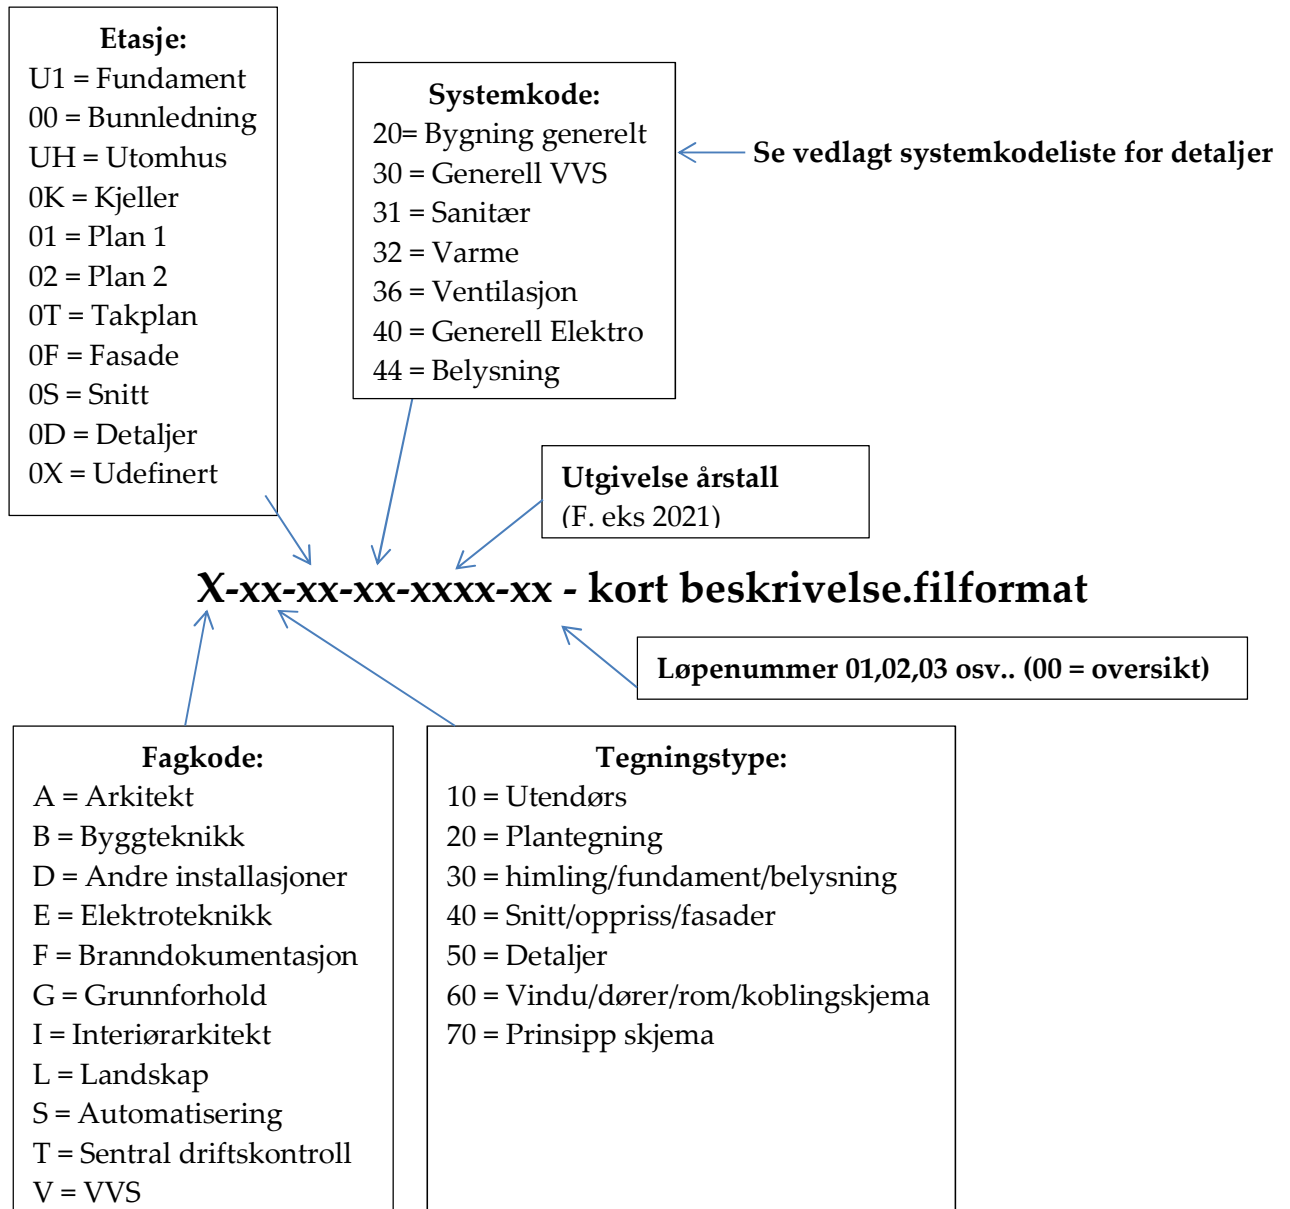 Etasje:
U1 = Fundament
00 = Bunnledning
UH = Utomhus
0K = Kjeller
01 = Plan 1
02 = Plan 2
0T = Takplan
0F = Fasade
0S = Snitt
0D = Detaljer
0X = Udefinert
Systemkode:
20= Bygning generelt
30 = Generell VVS
31 = Sanitær
32 = Varme
36 = Ventilasjon
40 = Generell Elektro
44 = Belysning
Se vedlagt systemkodeliste for detaljer
Utgivelse årstall
(F. eks 2021)
X-xx-xx-xx-xxxx-xx - kort beskrivelse.filformat
Løpenummer 01,02,03 osv.. (00 = oversikt)
Fagkode:
A = Arkitekt
B = Byggteknikk
D = Andre installasjoner
E = Elektroteknikk
F = Branndokumentasjon
G = Grunnforhold
I = Interiørarkitekt
L = Landskap
S = Automatisering
T = Sentral driftskontroll
V = VVS
Tegningstype:
10 = Utendørs
20 = Plantegning
30 = himling/fundament/belysning
40 = Snitt/oppriss/fasader
50 = Detaljer
60 = Vindu/dører/rom/koblingskjema
70 = Prinsipp skjema